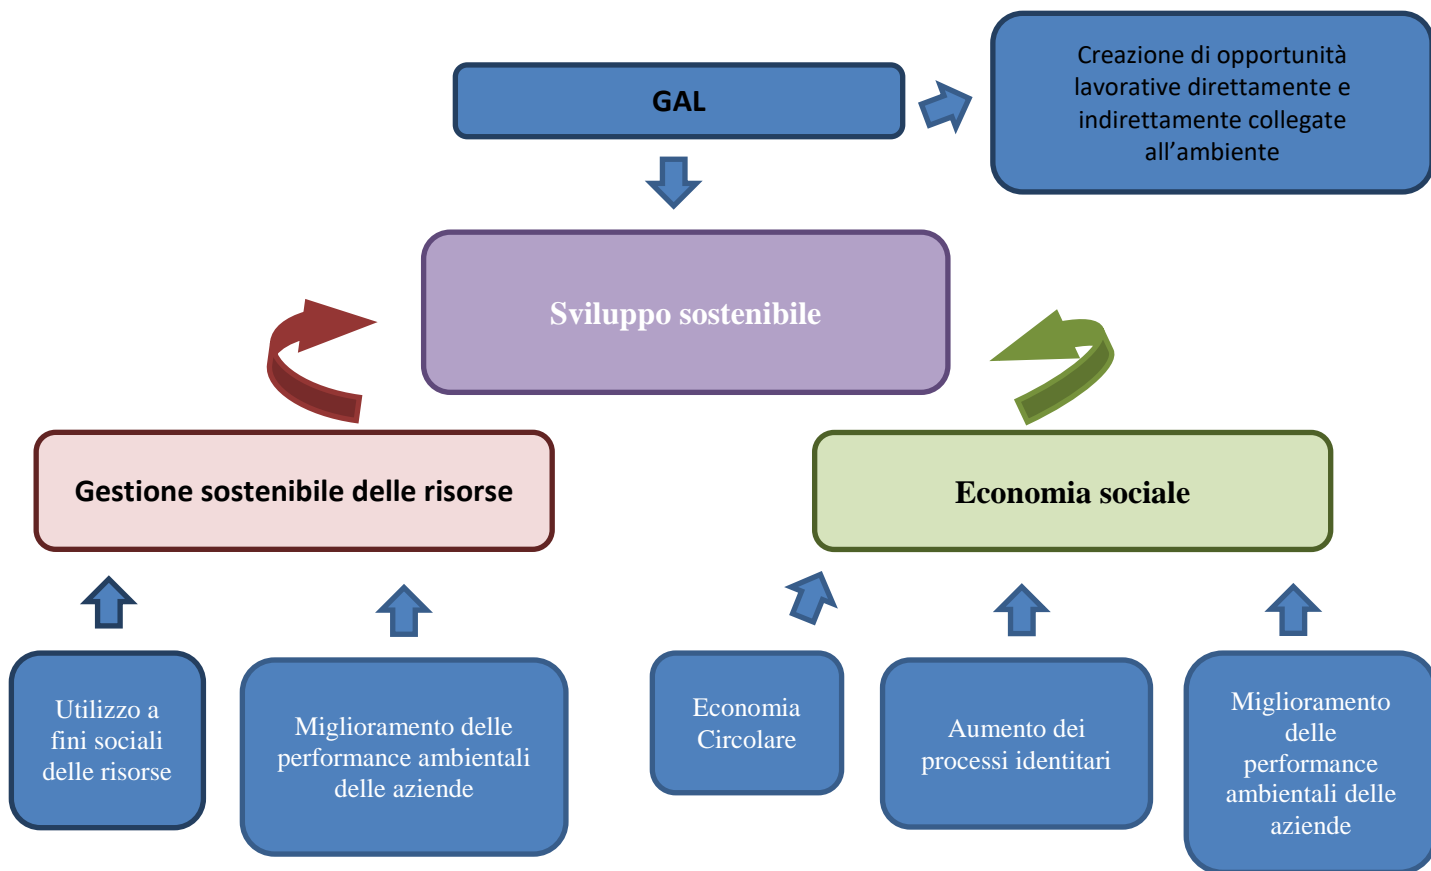 GAL
Creazione di opportunità
lavorative direttamente e
indirettamente collegate
all’ambiente
Sviluppo sostenibile
Gestione sostenibile delle risorse
Economia sociale
Utilizzo a
fini sociali
delle risorse
Miglioramento delle
performance ambientali
delle aziende
Economia
Circolare
Aumento dei
processi identitari
Miglioramento
delle
performance
ambientali delle
aziende